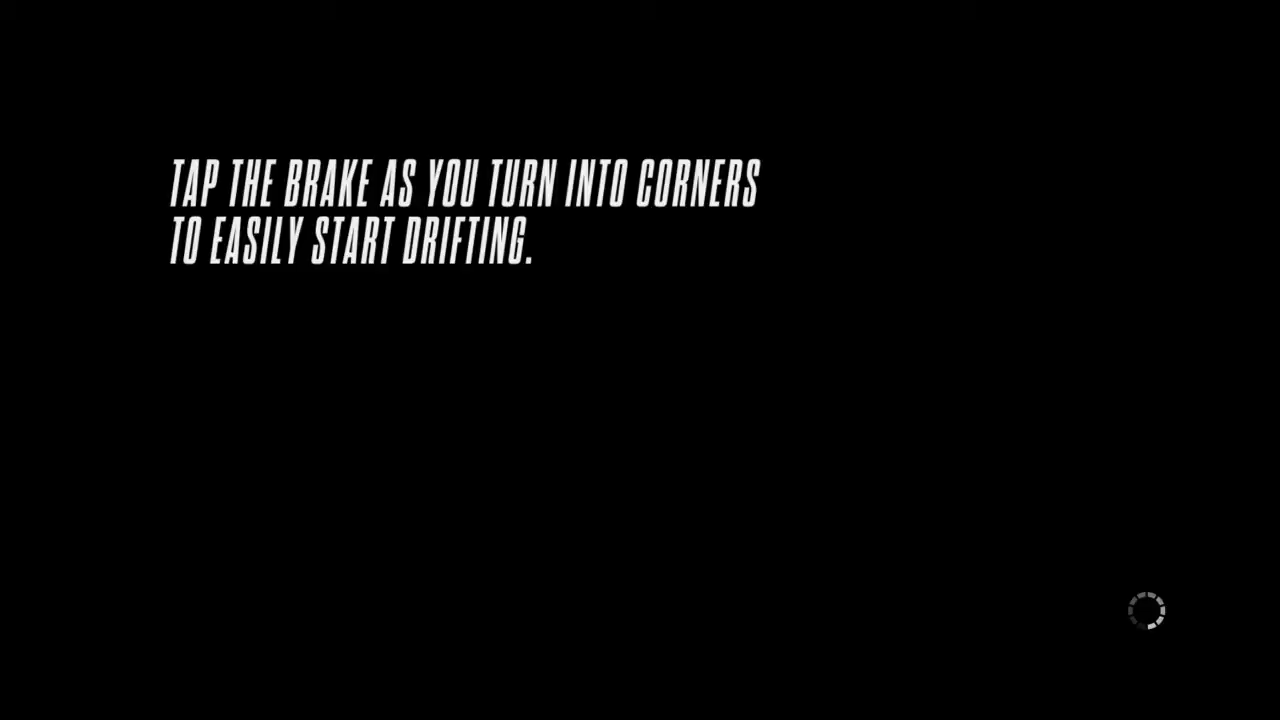 TAP THE BRAKE AS YOU TURN INTO CORNERS
TO EASILY START DRIFTING.